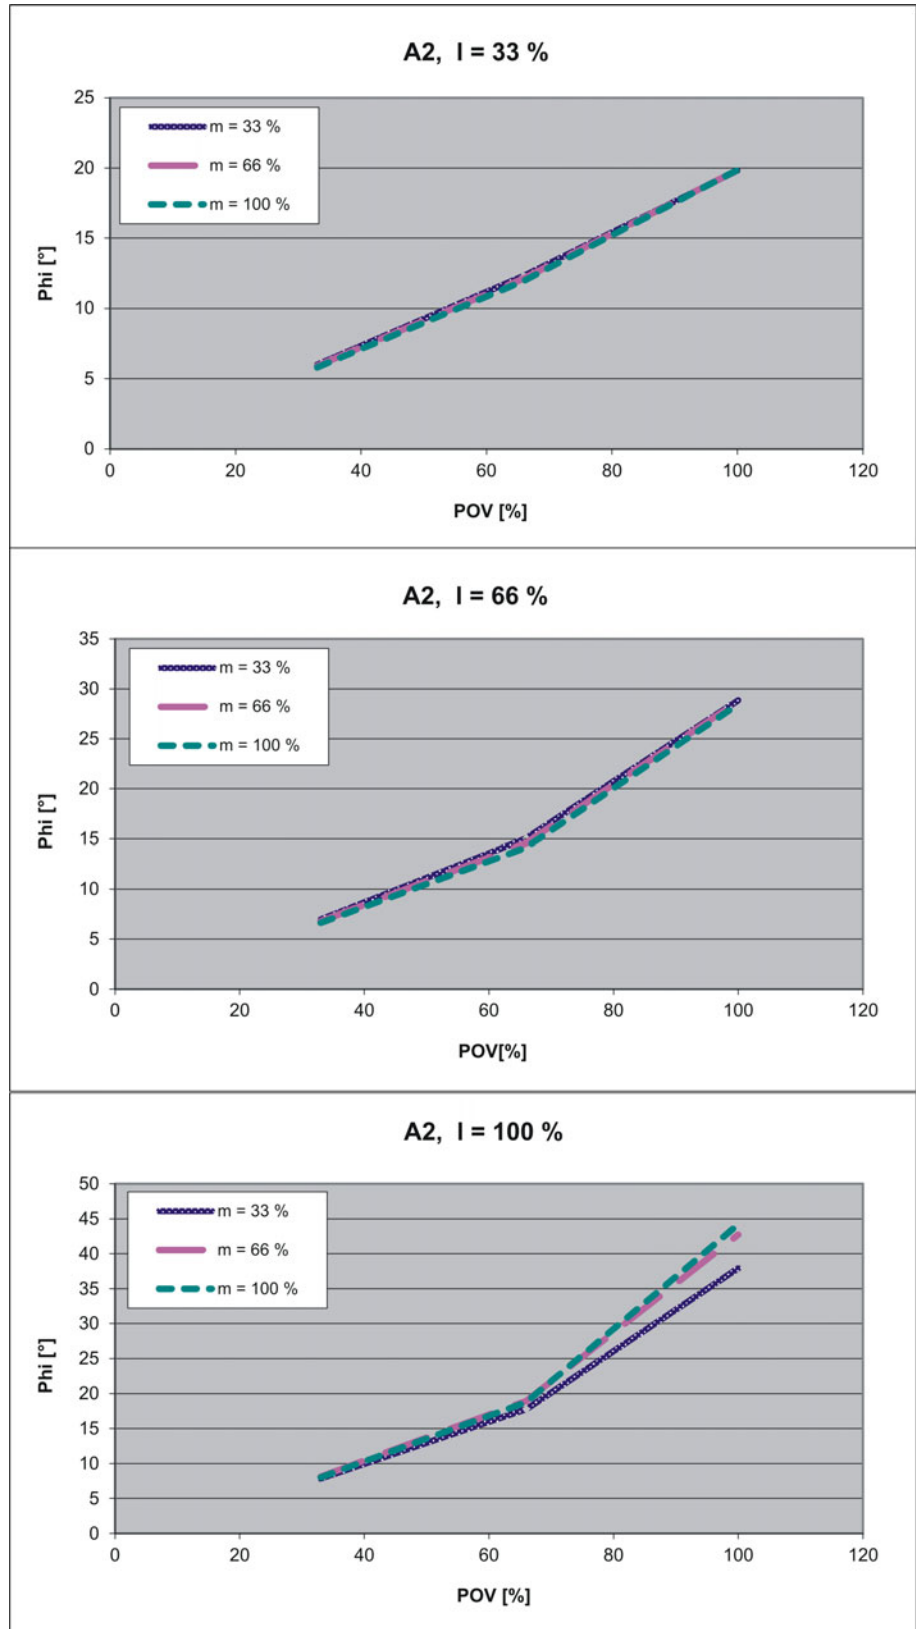 A2, l = 33 %
25
20
15
10
5
0
Phi [°]
m = 33 %
m = 66 %
m = 100 %
0 20 40 60 80 100 120
POV [%]
A2, l = 66 %
35
30
25
20
15
10
5
0
Phi [°]
m = 33 %
m = 66 %
m = 100 %
0 20 40 60 80 100 120
POV[%]
A2, l = 100 %
50
45
40
35
30
25
20
15
10
5
0
Phi [°]
m = 33 %
m = 66 %
m = 100 %
0 20 40 60 80 100 120
POV [%]